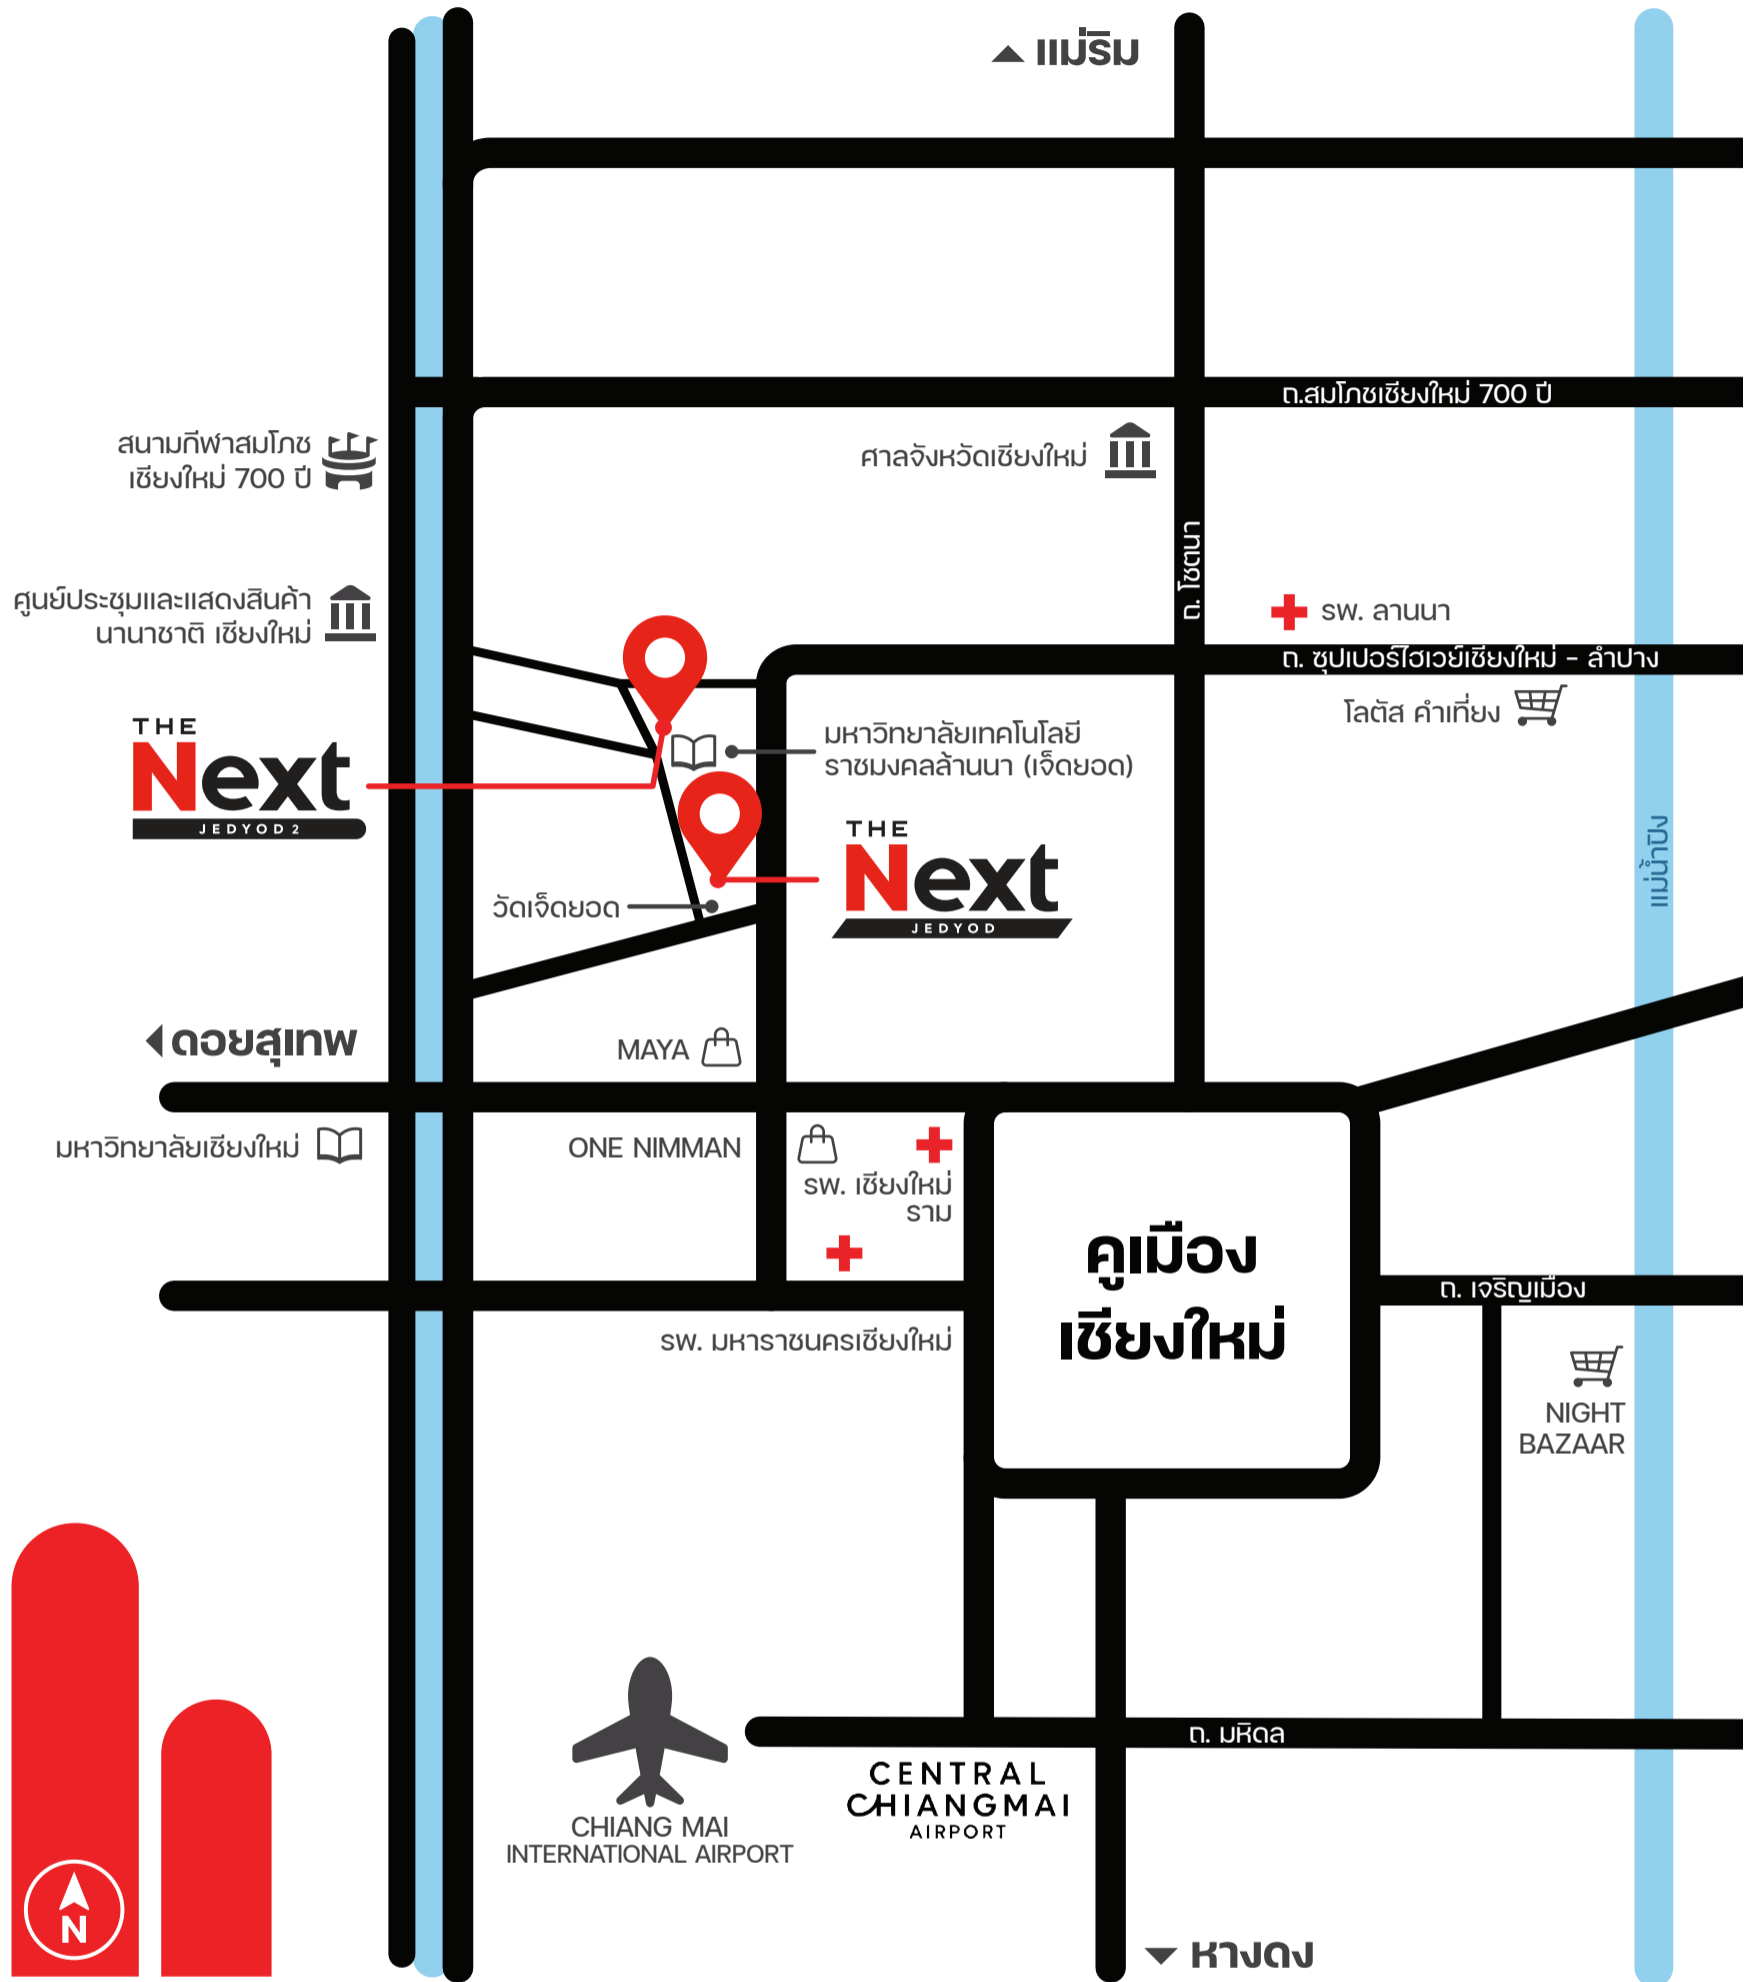 แม่ริม
ถ.สมโภชเชียงใหม่ 700 ปี
สนามกีฬาสมโภช
เชียงใหม่ 700 ปี
ศาลจังหวัดเชียงใหม่
ถ. โชตนา
ศูนย์ประชุมและแสดงสินค้า
นานาชาติ เชียงใหม่
รพ. ลานนา
ถ. ซุปเปอร์ไฮเวย์เชียงใหม่ - ลำปาง
โลตัส คำเที่ยง
THE
Next
JEDYOD 2
มหาวิทยาลัยเทคโนโลยี
ราชมงคลล้านนา (เจ็ดยอด)
THE
Next
JEDYOD
แม่น้ำปิง
วัดเจ็ดยอด
ดอยสุเทพ
MAYA
มหาวิทยาลัยเชียงใหม่
ONE NIMMAN
รพ. เชียงใหม่
ราม
คูเมือง
เชียงใหม่
ถ. เจริญเมือง
รพ. มหาราชนครเชียงใหม่
NIGHT
BAZAAR
ถ. มหิดล
CENTRAL
CHIANGMAI
AIRPORT
CHIANG MAI
INTERNATIONAL AIRPORT
N
หางดง